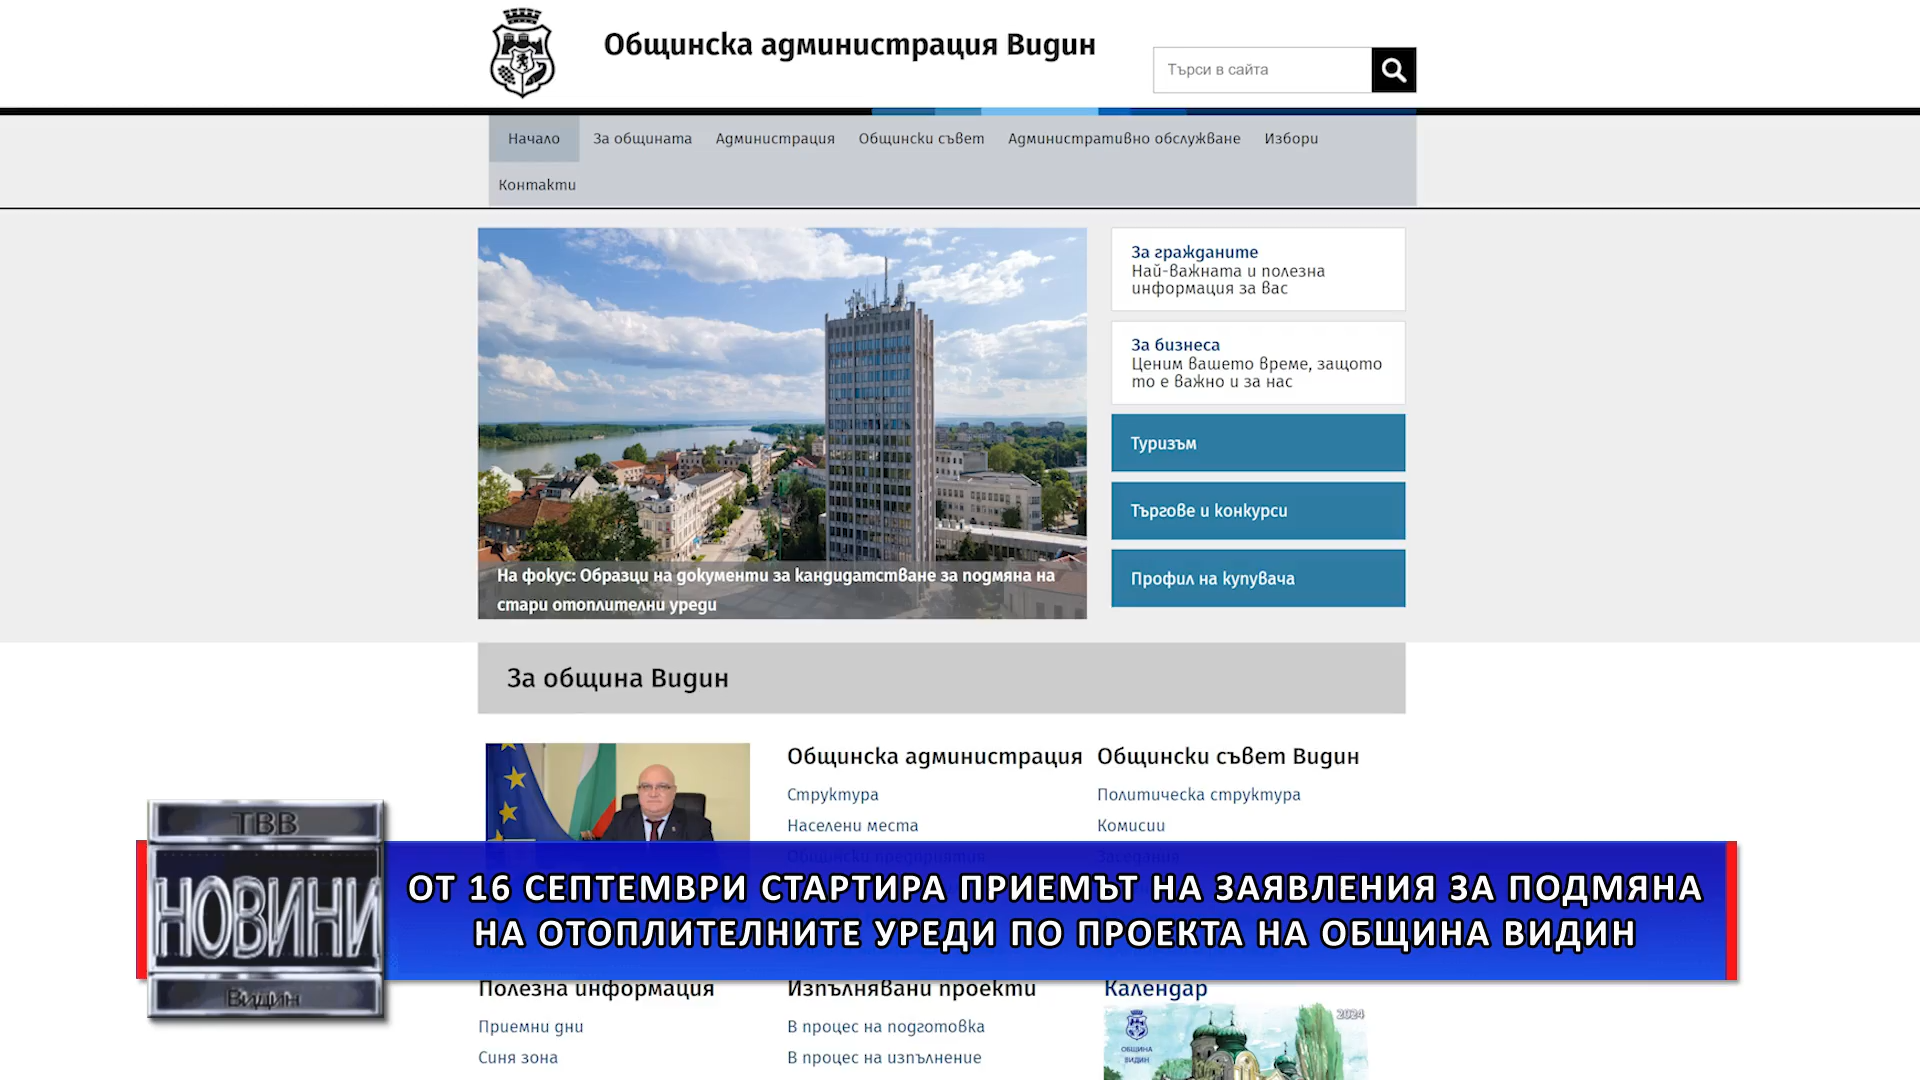 Общинска администрация Видин
Търси в сайта
Начало За общината Администрация Общински съвет Административно обслужване Избори
Контакти
За гражданите
Най-важната и полезна
информация за вас
За бизнеса
Ценим вашето време, защото
то е важно и за нас
Туризъм
Търгове и конкурси
Профил на купувача
На фокус: Образци на документи за кандидатстване за подмяна на
стари отоплителни уреди
За община Видин
Общинска администрация
Структура
Населени места
Общински предприятия
Общински съвет Видин
Политическа структура
Комисии
Заседания
ТВВ
НОВИНИ
Видин
ОТ 16 СЕПТЕМВРИ СТАРТИРА ПРИЕМЪТ НА ЗАЯВЛЕНИЯ ЗА ПОДМЯНА
НА ОТОПЛИТЕЛНИТЕ УРЕДИ ПО ПРОЕКТА НА ОБЩИНА ВИДИН
Полезна информация
Приемни дни
Синя зона
Изпълнявани проекти
В процес на подготовка
В процес на изпълнение
Календар
2024
ОБЩИНА
ВИДИН